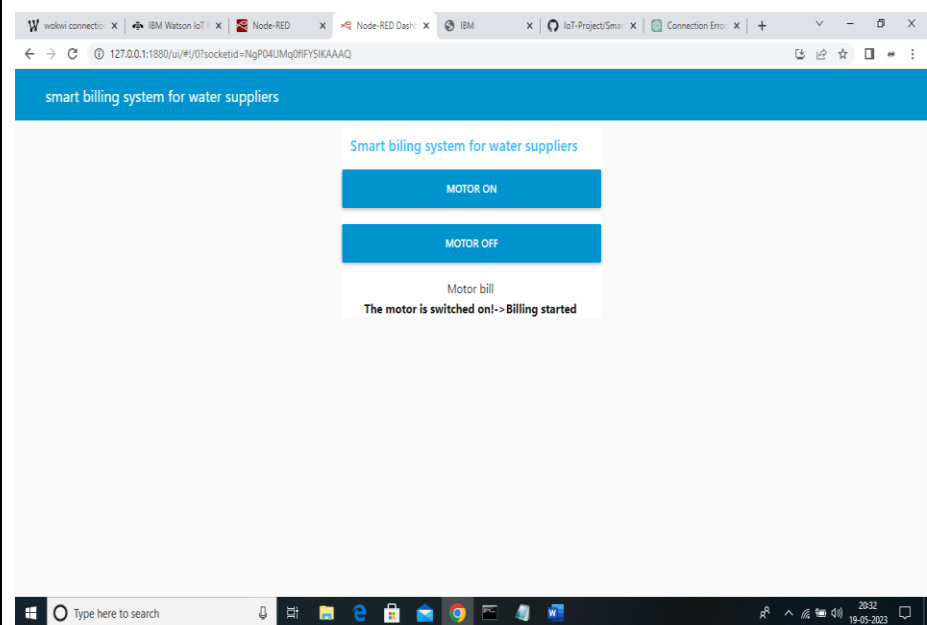 wokwi connection
IBM Watson IoT P
Node-RED
Node-RED Dashb
IBM
IoT-Project/Smar
Connection Error
127.0.0.1:1880/ui/#!/0?socketid=NgP04UMq0fIFY5IKAAAQ
smart billing system for water suppliers
Smart biling system for water suppliers
MOTOR ON
MOTOR OFF
Motor bill
The motor is switched on!->Billing started
Type here to search
20:32
19-05-2023